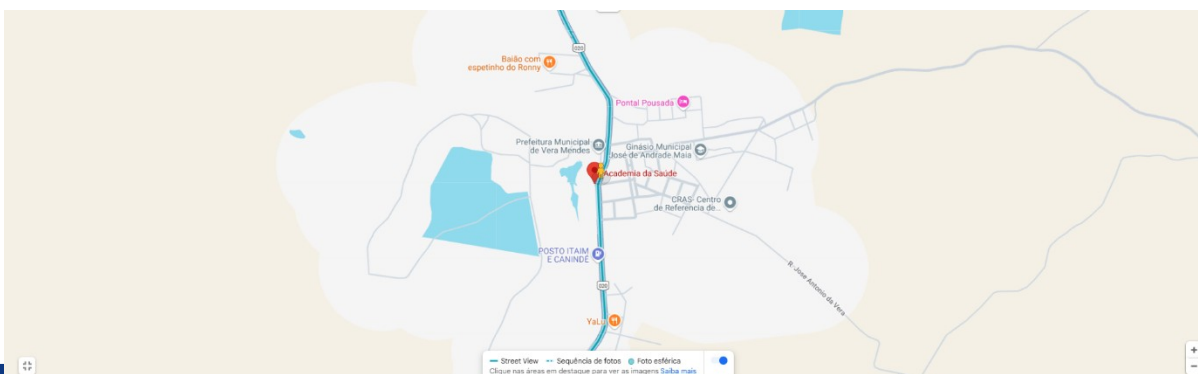 020
Baião com
espetinho do Ronny
Pontal Pousada
Prefeitura Municipal
de Vera Mendes
Ginásio Municipal
José de Andrade Maia
Academia da Saúde
CRAS- Centro
de Referência de...
POSTO ITAIM
E CANINDÉ
R. Jose Antonio da Vera
020
Street View
Sequência de fotos
Foto esférica
Clique nas áreas em destaque para ver as imagens Saiba mais